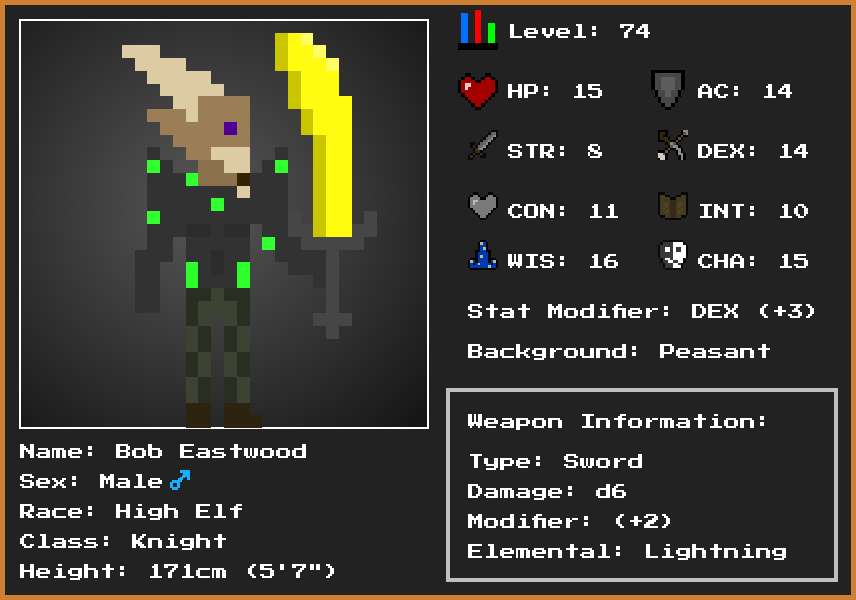 Level: 74
HP: 15
AC: 14
STR: 8
DEX: 14
CON: 11
INT: 10
WIS: 16
CHA: 15
Stat Modifier: DEX (+3)
Background: Peasant
Weapon Information:
Type: Sword
Damage: d6
Modifier: (+2)
Elemental: Lightning
Name: Bob Eastwood
Sex: Male ♂
Race: High Elf
Class: Knight
Height: 171cm (5'7")